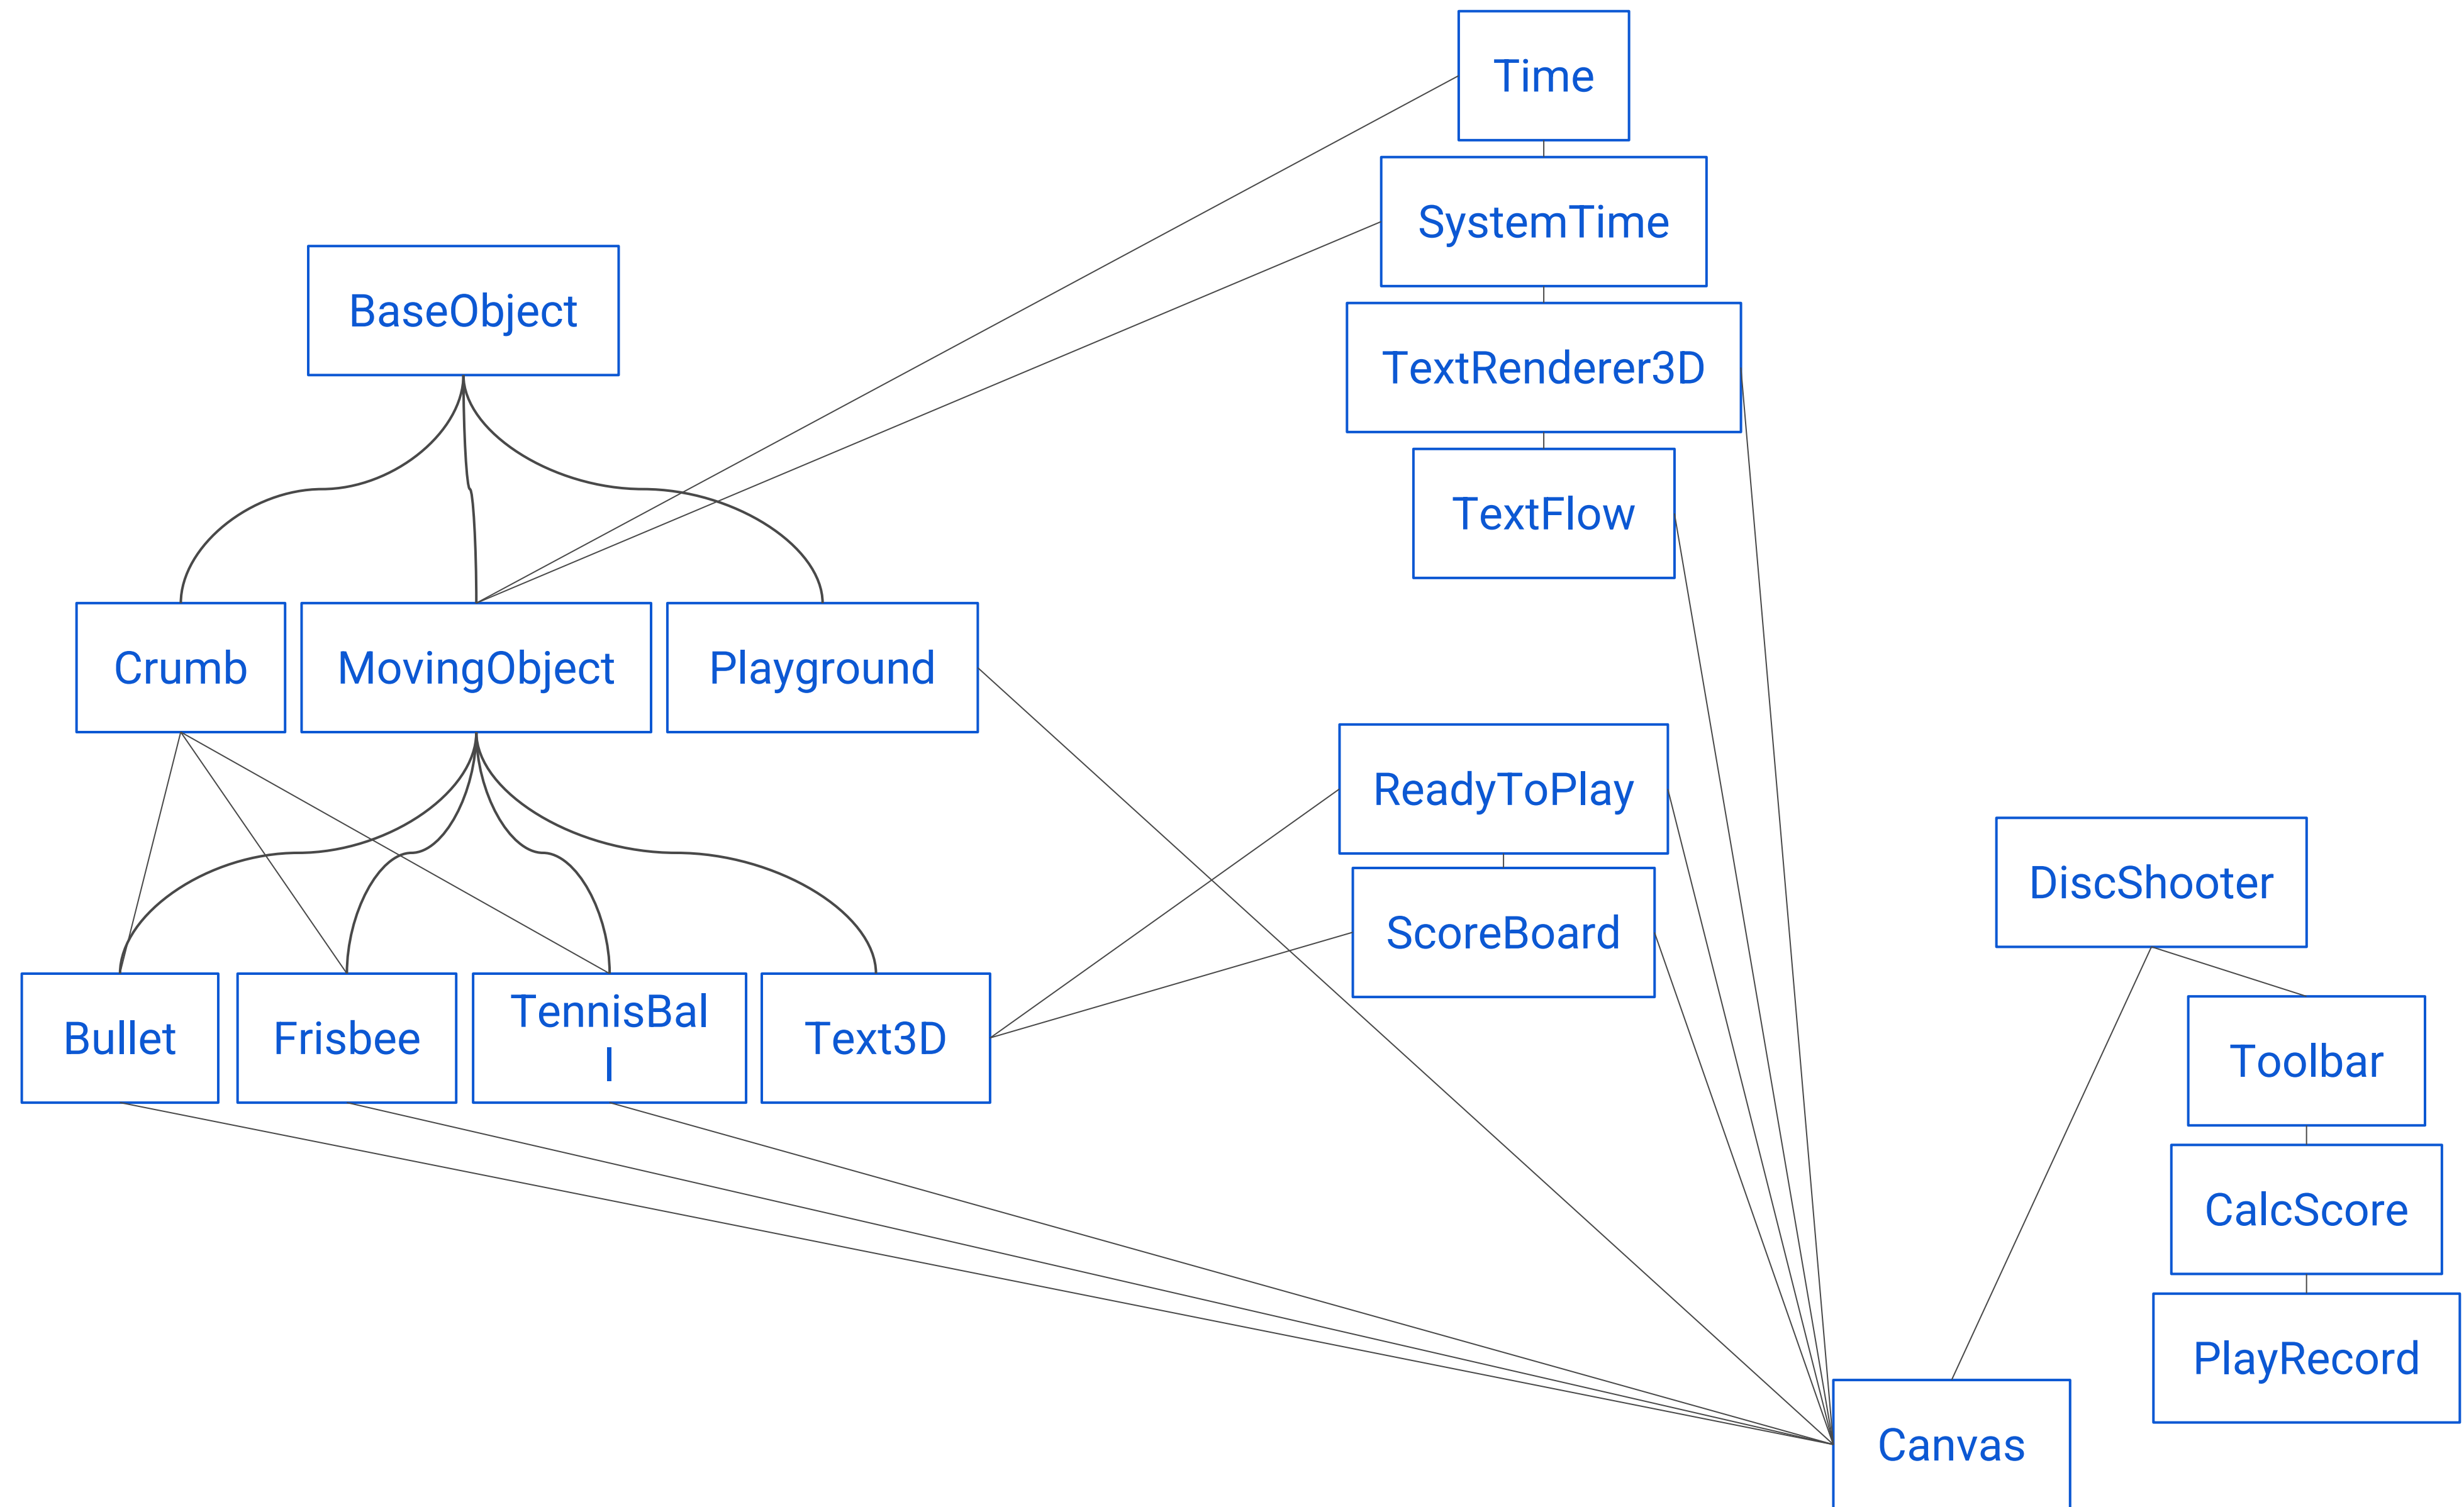 Time
SystemTime
BaseObject
TextRenderer3D
TextFlow
Crumb
MovingObject
Playground
ReadyToPlay
DiscShooter
ScoreBoard
Bullet
Frisbee
TennisBal
l
Text3D
Toolbar
CalcScore
PlayRecord
Canvas